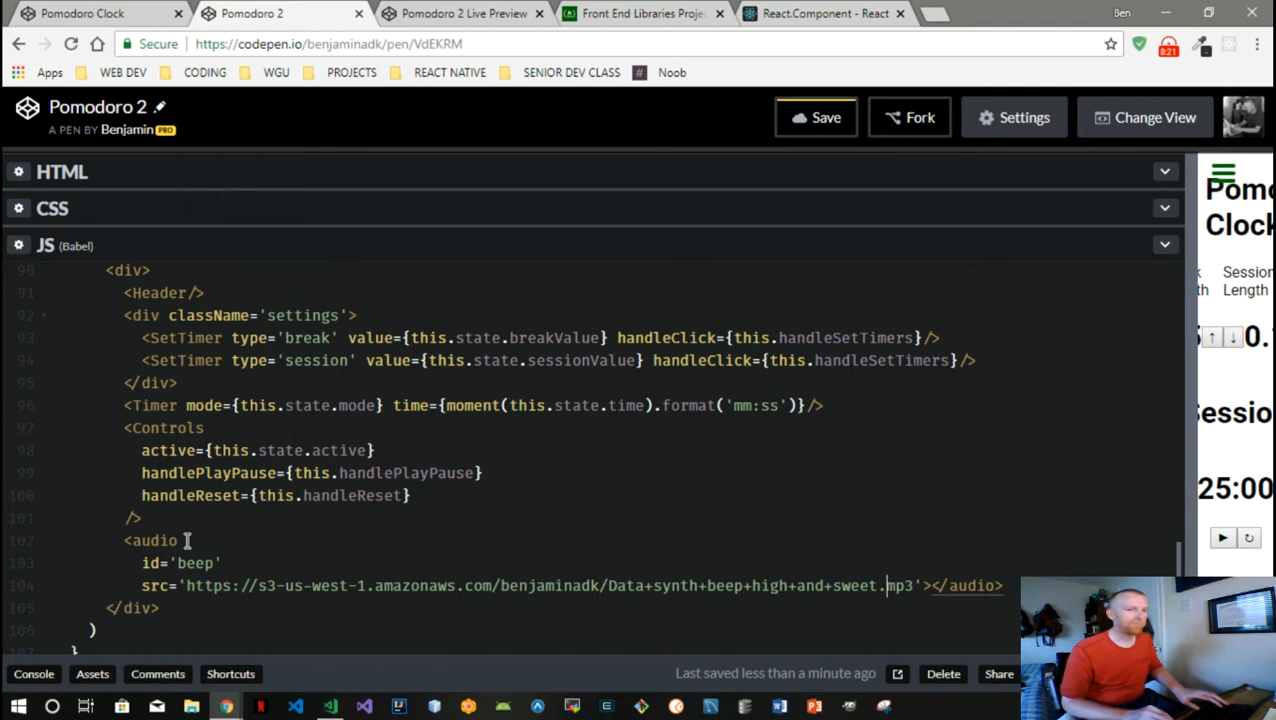 Pomodoro Clock
Pomodoro 2
Pomodoro 2 Live Preview
Front End Libraries Proje
React.Component - React
Ben
Secure
https://codepen.io/benjaminadk/pen/VdEKRM
8:21
Apps
WEB DEV
CODING
WGU
PROJECTS
REACT NATIVE
SENIOR DEV CLASS
Noob
Pomodoro 2
A PEN BY Benjamin PRO
Save
Fork
Settings
Change View
HTML
CSS
JS (Babel)
90 <div>
91 <Header/>
92 <div className='settings'>
93 <SetTimer type='break' value={this.state.breakValue} handleClick={this.handleSetTimers}/>
94 <SetTimer type='session' value={this.state.sessionValue} handleClick={this.handleSetTimers}/>
95 </div>
96 <Timer mode={this.state.mode} time={moment(this.state.time).format('mm:ss')}/>
97 <Controls
98 active={this.state.active}
99 handlePlayPause={this.handlePlayPause}
100 handleReset={this.handleReset}
101 />
102 <audio
103 id='beep'
104 src='https://s3-us-west-1.amazonaws.com/benjaminadk/Data+synth+beep+high+and+sweet.mp3'></audio>
105 </div>
106 )
107 }
Pomo
Clock
Session
Length
0.
Session
25:00
Console
Assets
Comments
Shortcuts
Last saved less than a minute ago
Delete
Share